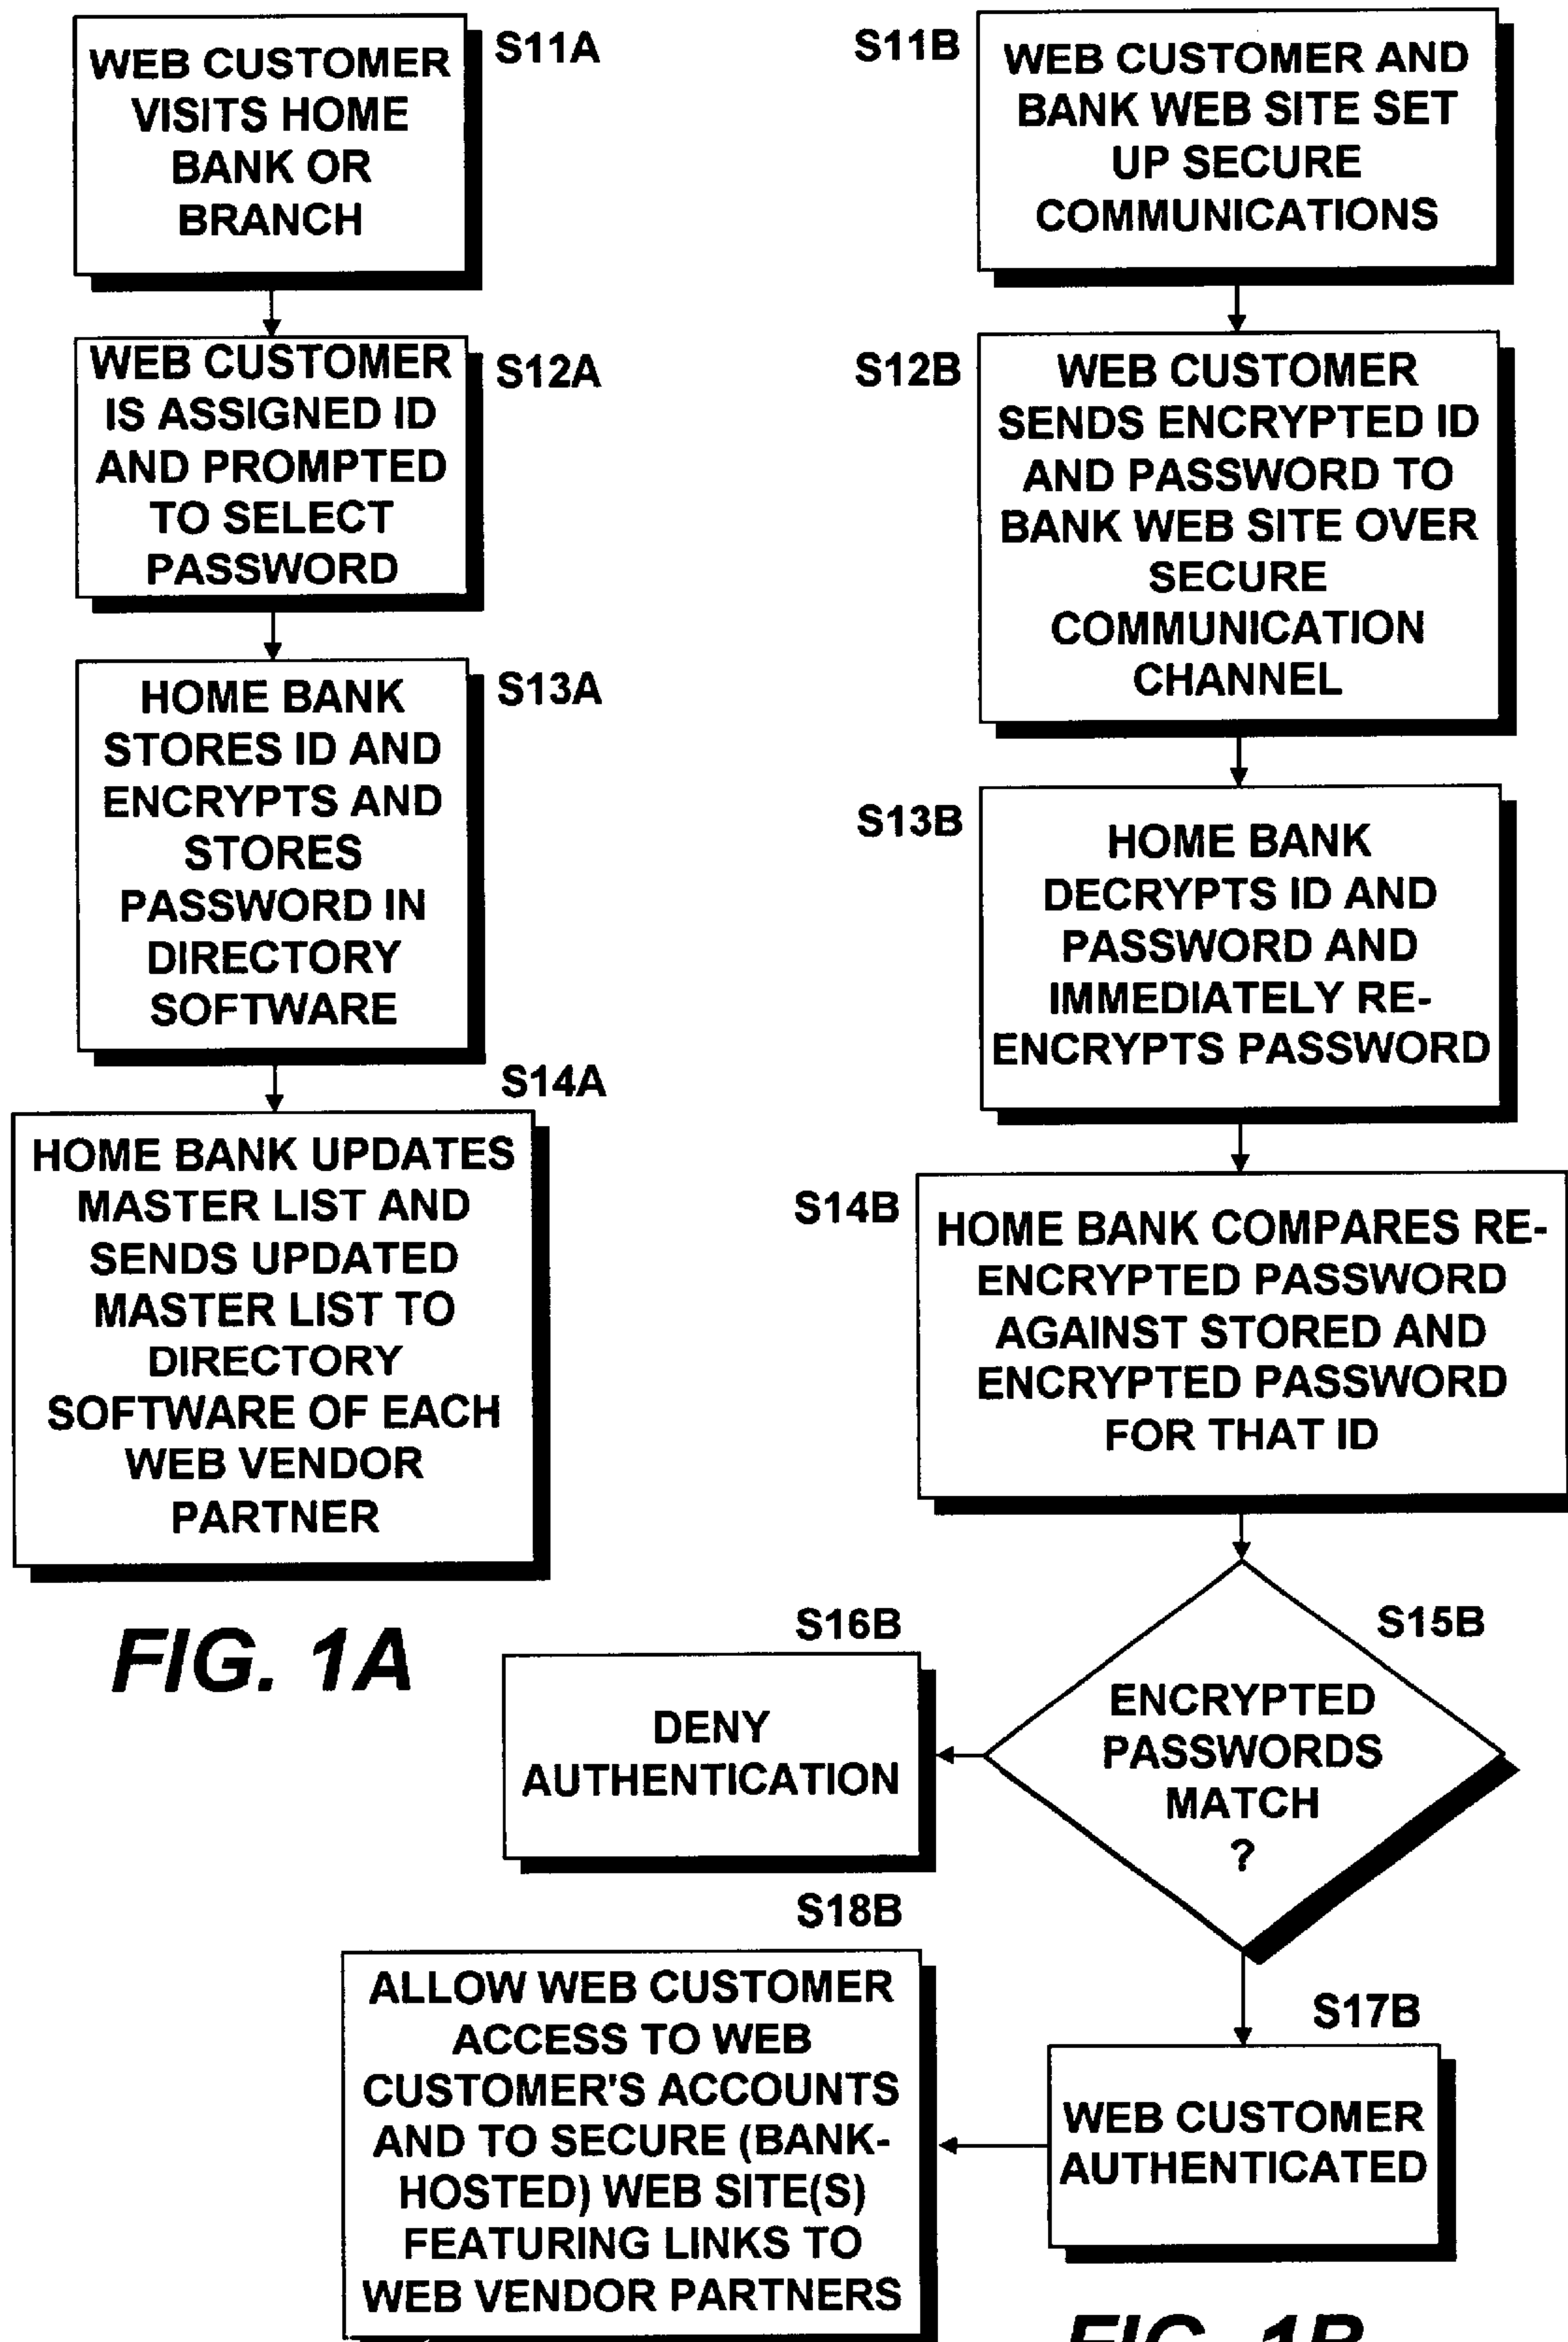 S11A
WEB CUSTOMER
VISITS HOME
BANK OR
BRANCH
S12A
WEB CUSTOMER
IS ASSIGNED ID
AND PROMPTED
TO SELECT
PASSWORD
S13A
HOME BANK
STORES ID AND
ENCRYPTS AND
STORES
PASSWORD IN
DIRECTORY
SOFTWARE
S14A
HOME BANK UPDATES
MASTER LIST AND
SENDS UPDATED
MASTER LIST TO
DIRECTORY
SOFTWARE OF EACH
WEB VENDOR
PARTNER
FIG. 1A
S11B
WEB CUSTOMER AND
BANK WEB SITE SET
UP SECURE
COMMUNICATIONS
S12B
WEB CUSTOMER
SENDS ENCRYPTED ID
AND PASSWORD TO
BANK WEB SITE OVER
SECURE
COMMUNICATION
CHANNEL
S13B
HOME BANK
DECRYPTS ID AND
PASSWORD AND
IMMEDIATELY RE-
ENCRYPTS PASSWORD
S14B
HOME BANK COMPARES RE-
ENCRYPTED PASSWORD
AGAINST STORED AND
ENCRYPTED PASSWORD
FOR THAT ID
S15B
ENCRYPTED
PASSWORDS
MATCH
?
S16B
DENY
AUTHENTICATION
S17B
WEB CUSTOMER
AUTHENTICATED
S18B
ALLOW WEB CUSTOMER
ACCESS TO WEB
CUSTOMER'S ACCOUNTS
AND TO SECURE (BANK-
HOSTED) WEB SITE(S)
FEATURING LINKS TO
WEB VENDOR PARTNERS
FIG. 1B